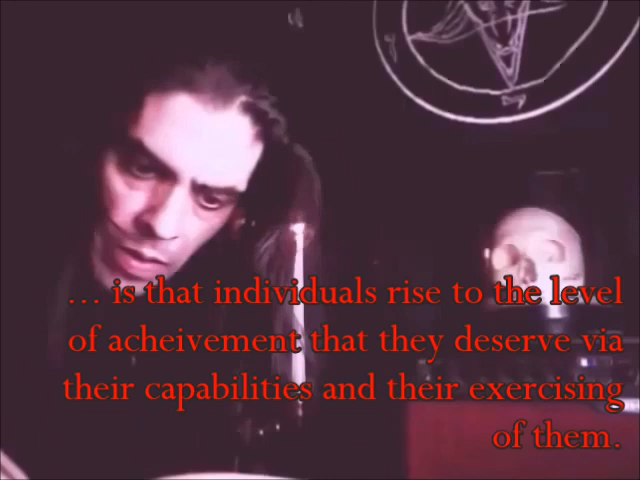 ... is that individuals rise to the level
of acheivement that they deserve via
their capabilities and their exercising
of them.